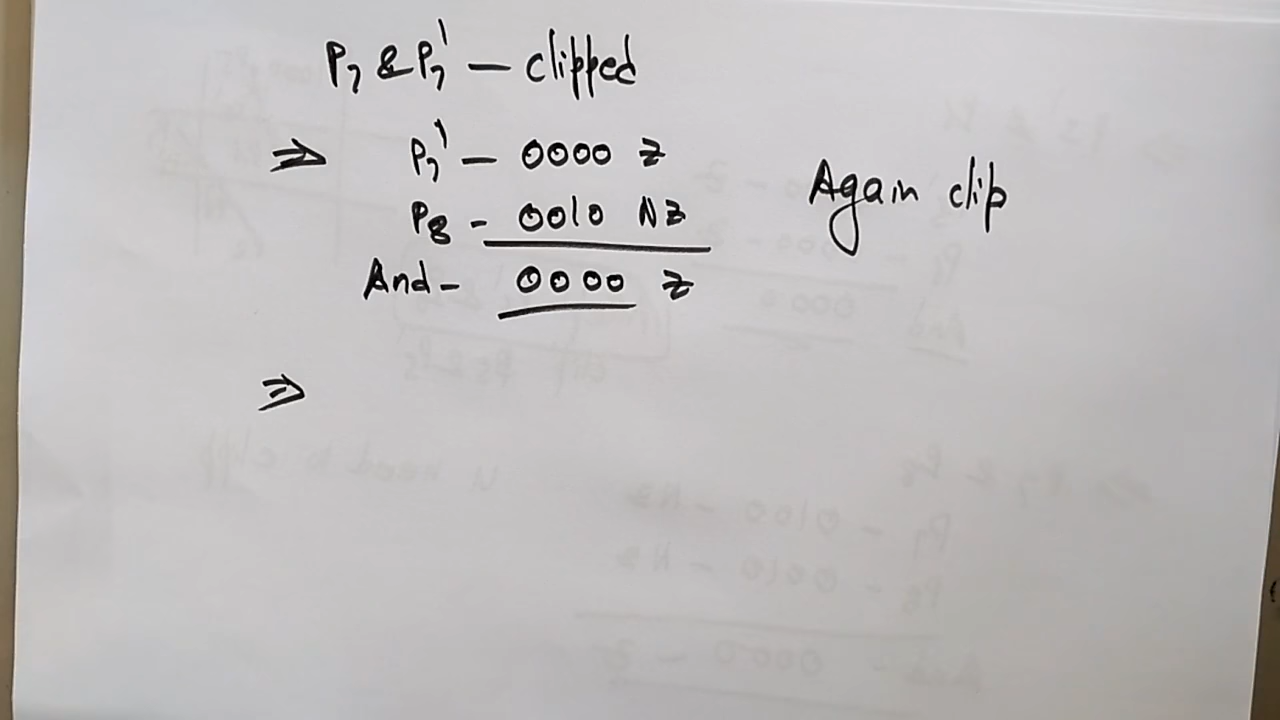 P7 & P7' — clipped
⇒ P7' — 0000 Z
P8 - 0010 NZ
Again clip
And - 0000 Z
⇒